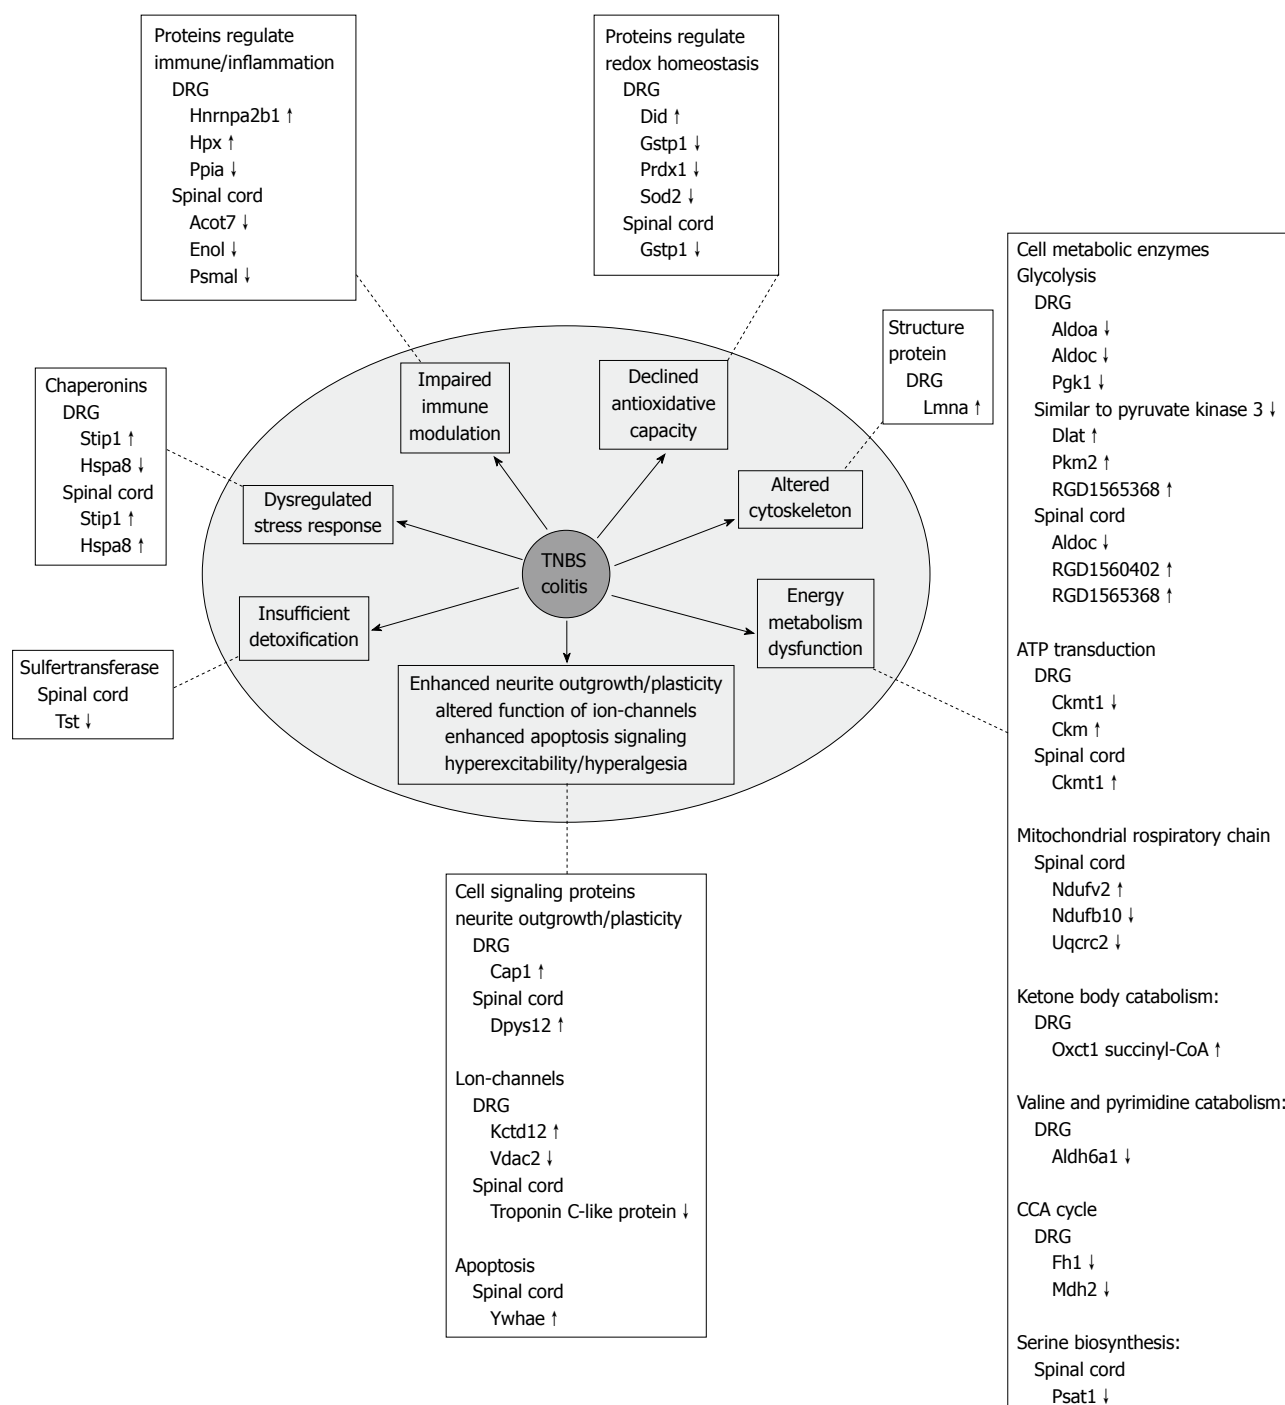 Proteins regulate
immune/inflammation
DRG
Hnrnpa2b1 ↑
Hpx ↑
Ppia ↓
Spinal cord
Acot7 ↓
Enol ↓
Psmal ↓
Proteins regulate
redox homeostasis
DRG
Did ↑
Gstp1 ↓
Prdx1 ↓
Sod2 ↓
Spinal cord
Gstp1 ↓
Structure
protein
DRG
Lmna ↑
Chaperonins
DRG
Stip1 ↑
Hspa8 ↓
Spinal cord
Stip1 ↑
Hspa8 ↑
Sulfertransferase
Spinal cord
Tst ↓
Impaired
immune
modulation
Declined
antioxidative
capacity
Dysregulated
stress response
Altered
cytoskeleton
TNBS
colitis
Insufficient
detoxification
Energy
metabolism
dysfunction
Enhanced neurite outgrowth/plasticity
altered function of ion-channels
enhanced apoptosis signaling
hyperexcitability/hyperalgesia
Cell signaling proteins
neurite outgrowth/plasticity
DRG
Cap1 ↑
Spinal cord
Dpys12 ↑
Lon-channels
DRG
Kctd12 ↑
Vdac2 ↓
Spinal cord
Troponin C-like protein ↓
Apoptosis
Spinal cord
Ywhae ↑
Cell metabolic enzymes
Glycolysis
DRG
Aldoa ↓
Aldoc ↓
Pgk1 ↓
Similar to pyruvate kinase 3 ↓
Dlat ↑
Pkm2 ↑
RGD1565368 ↑
Spinal cord
Aldoc ↓
RGD1560402 ↑
RGD1565368 ↑
ATP transduction
DRG
Ckmt1 ↓
Ckm ↑
Spinal cord
Ckmt1 ↑
Mitochondrial rospiratory chain
Spinal cord
Ndufv2 ↑
Ndufb10 ↓
Uqcrc2 ↓
Ketone body catabolism:
DRG
Oxct1 succinyl-CoA ↑
Valine and pyrimidine catabolism:
DRG
Aldh6a1 ↓
CCA cycle
DRG
Fh1 ↓
Mdh2 ↓
Serine biosynthesis:
Spinal cord
Psat1 ↓